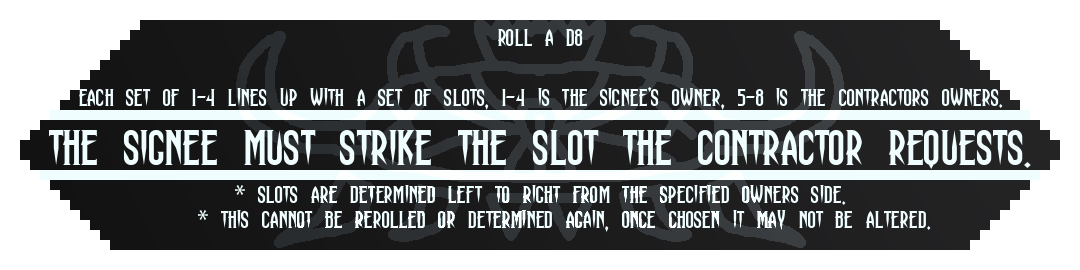 ROLL A D8
EACH SET OF 1-4 LINES UP WITH A SET OF SLOTS, 1-4 IS THE SIGNEE'S OWNER, 5-8 IS THE CONTRACTORS OWNERS.
THE SIGNEE MUST STRIKE THE SLOT THE CONTRACTOR REQUESTS.
* SLOTS ARE DETERMINED LEFT TO RIGHT FROM THE SPECIFIED OWNERS SIDE.
* THIS CANNOT BE REROLLED OR DETERMINED AGAIN, ONCE CHOSEN IT MAY NOT BE ALTERED.